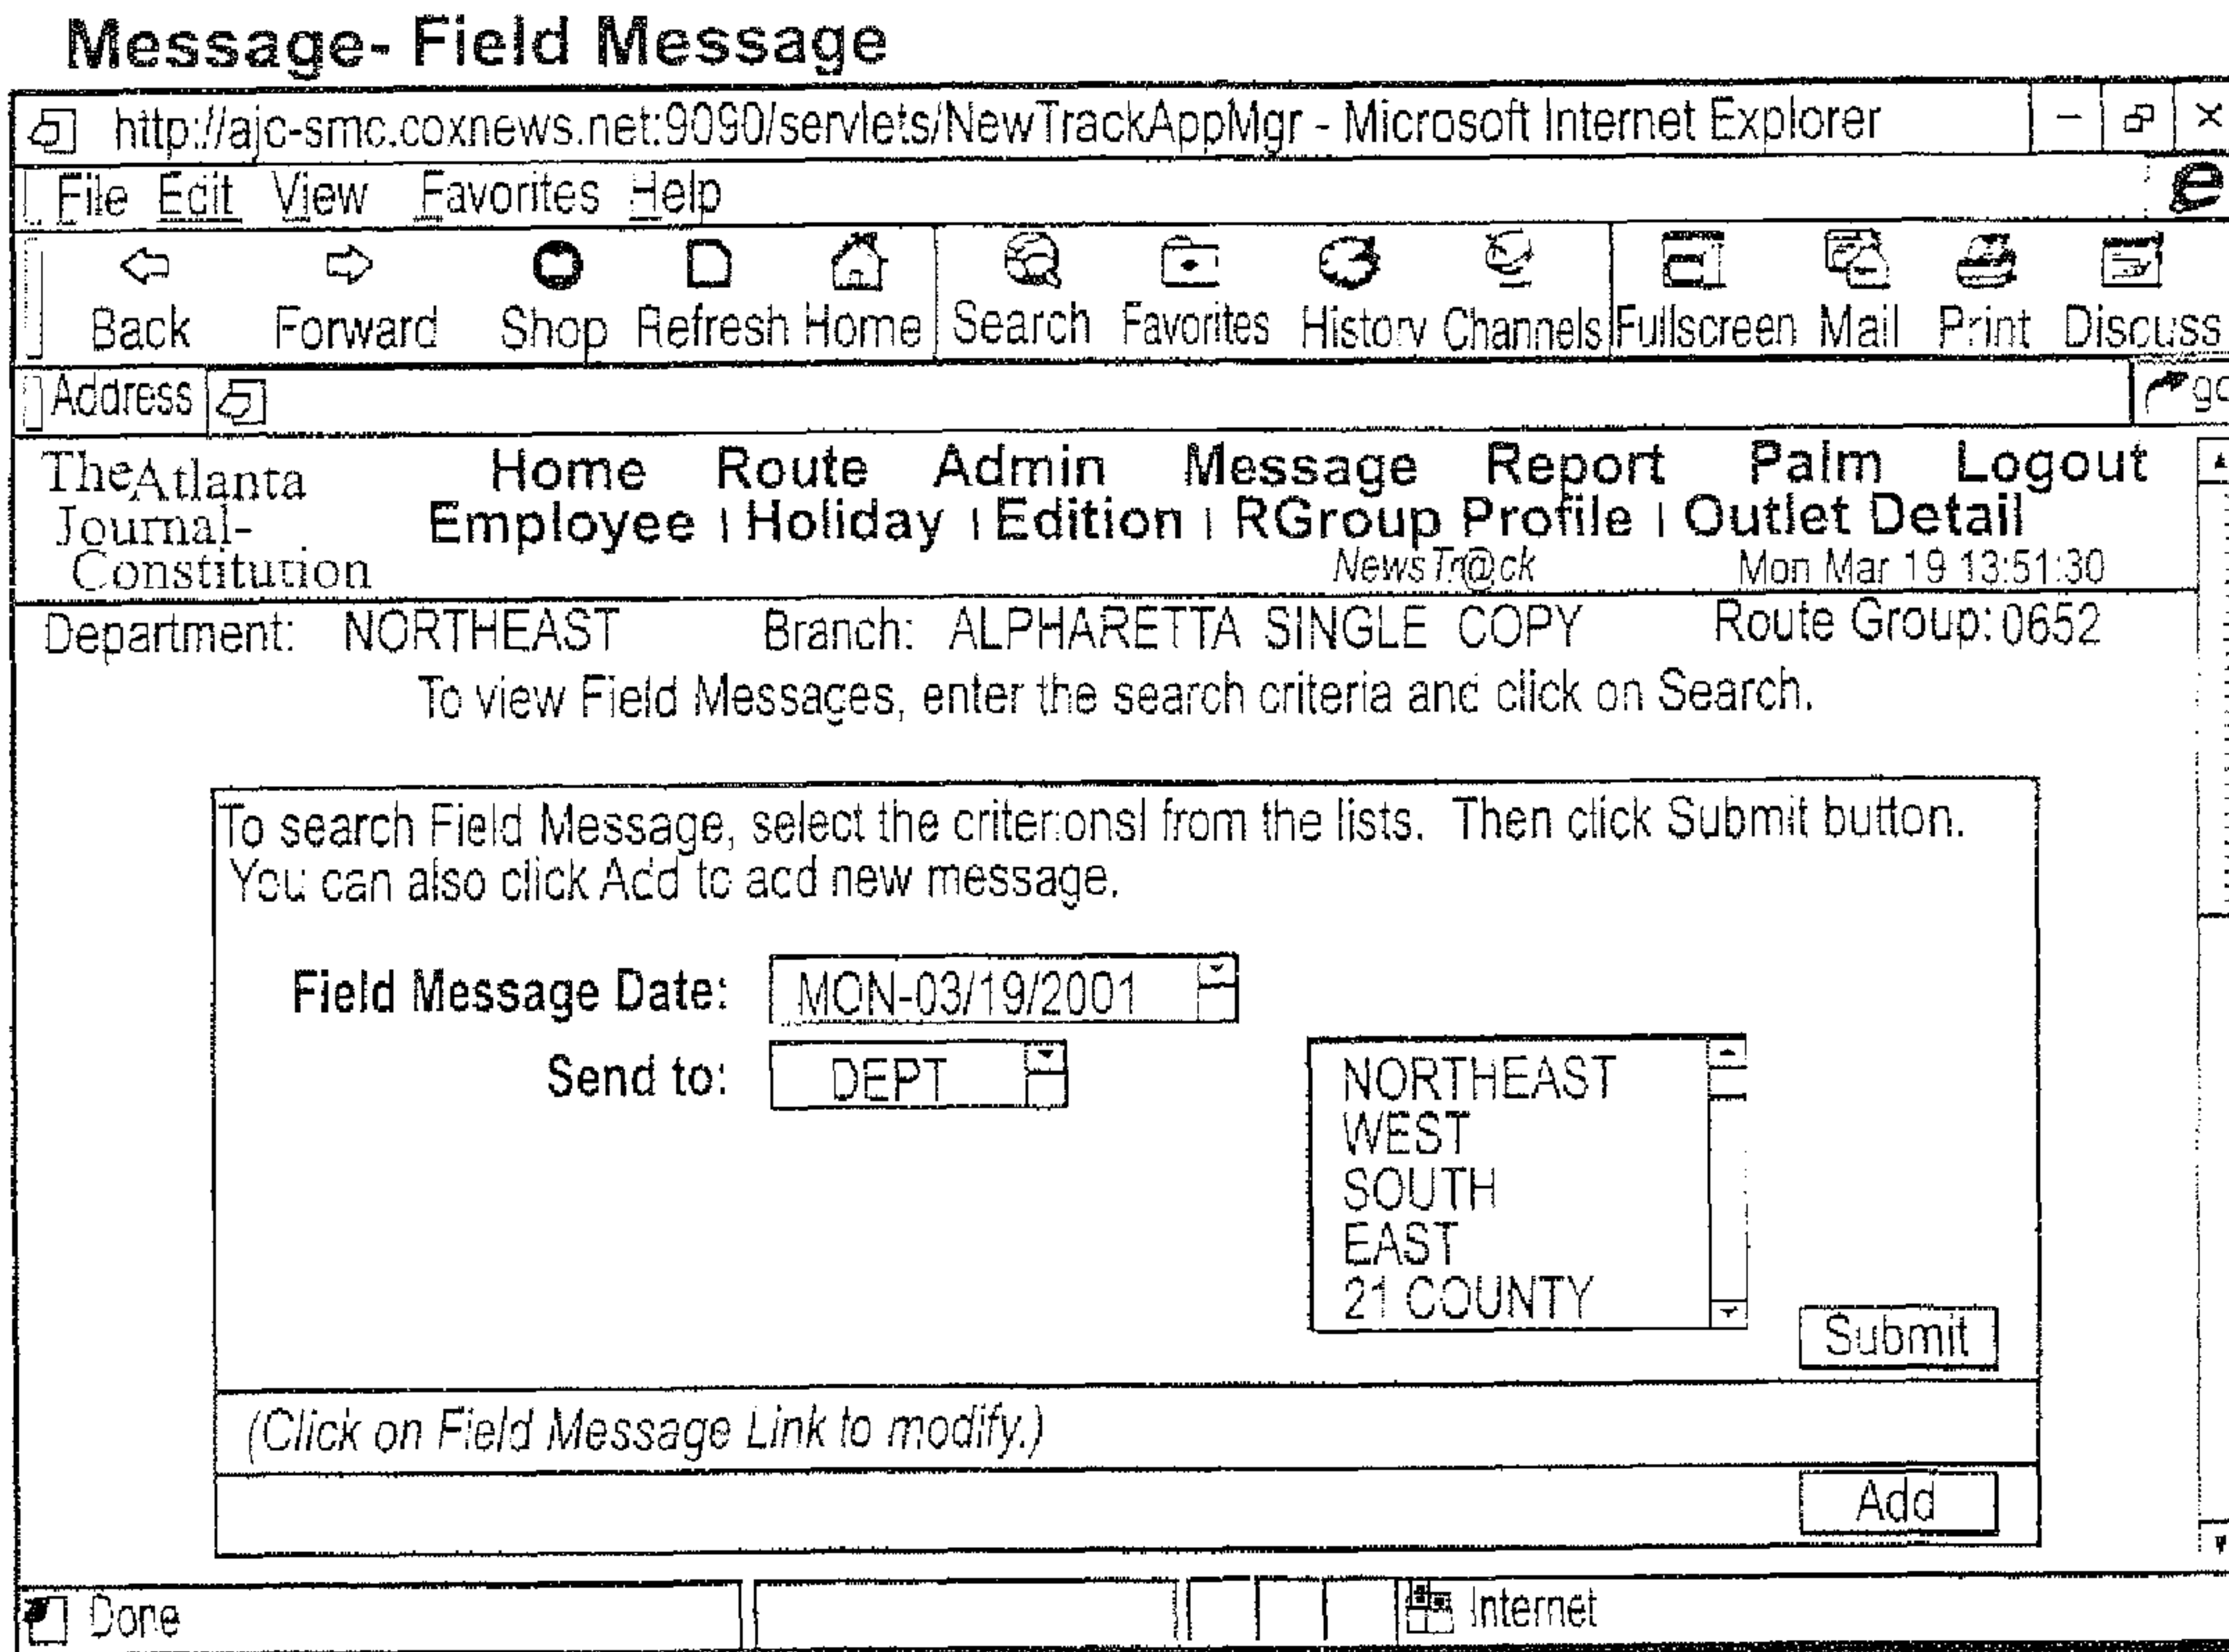 Message- Field Message
http://ajc-smc.coxnews.net:9090/servlets/NewTrackAppMgr - Microsoft Internet Explorer
File Edit View Favorites Help
Back Forward Shop Refresh Home Search Favorites History Channels Fullscreen Mail Print Discuss
Address go
The Atlanta Journal-Constitution
Home Route Admin Message Report Palm Logout
Employee | Holiday | Edition | RGroup Profile | Outlet Detail
NewsTr@ck Mon Mar 19 13:51:30
Department: NORTHEAST Branch: ALPHARETTA SINGLE COPY Route Group: 0652
To view Field Messages, enter the search criteria and click on Search.
To search Field Message, select the criterionsl from the lists. Then click Submit button.
You can also click Add to add new message.
Field Message Date: MON-03/19/2001
Send to: DEPT
NORTHEAST
WEST
SOUTH
EAST
21 COUNTY
Submit
(Click on Field Message Link to modify.)
Add
Done Internet